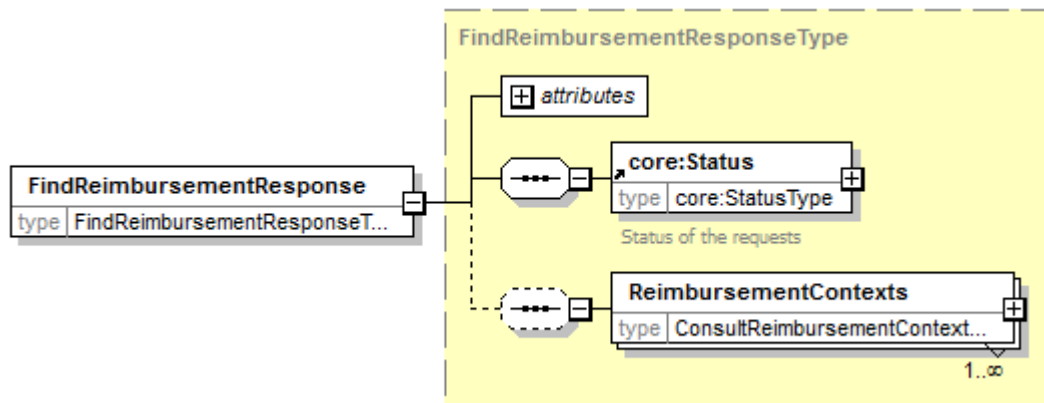 FindReimbursementResponseType
attributes
core:Status
type core:StatusType
Status of the requests
FindReimbursementResponse
type FindReimbursementResponseT...
ReimbursementContexts
type ConsultReimbursementContext...
1..∞